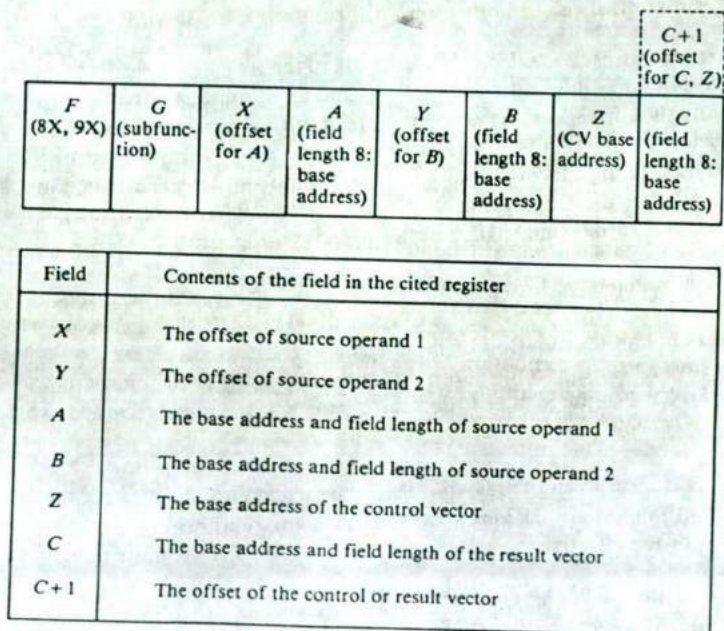 C+1
(offset
for C, Z)
F
(8X, 9X)
G
(subfunc-
tion)
X
(offset
for A)
A
(field
length 8:
base
address)
Y
(offset
for B)
B
(field
length 8:
base
address)
Z
(CV base
address)
C
(field
length 8:
base
address)
Field Contents of the field in the cited register
X The offset of source operand 1
Y The offset of source operand 2
A The base address and field length of source operand 1
B The base address and field length of source operand 2
Z The base address of the control vector
C The base address and field length of the result vector
C+1 The offset of the control or result vector